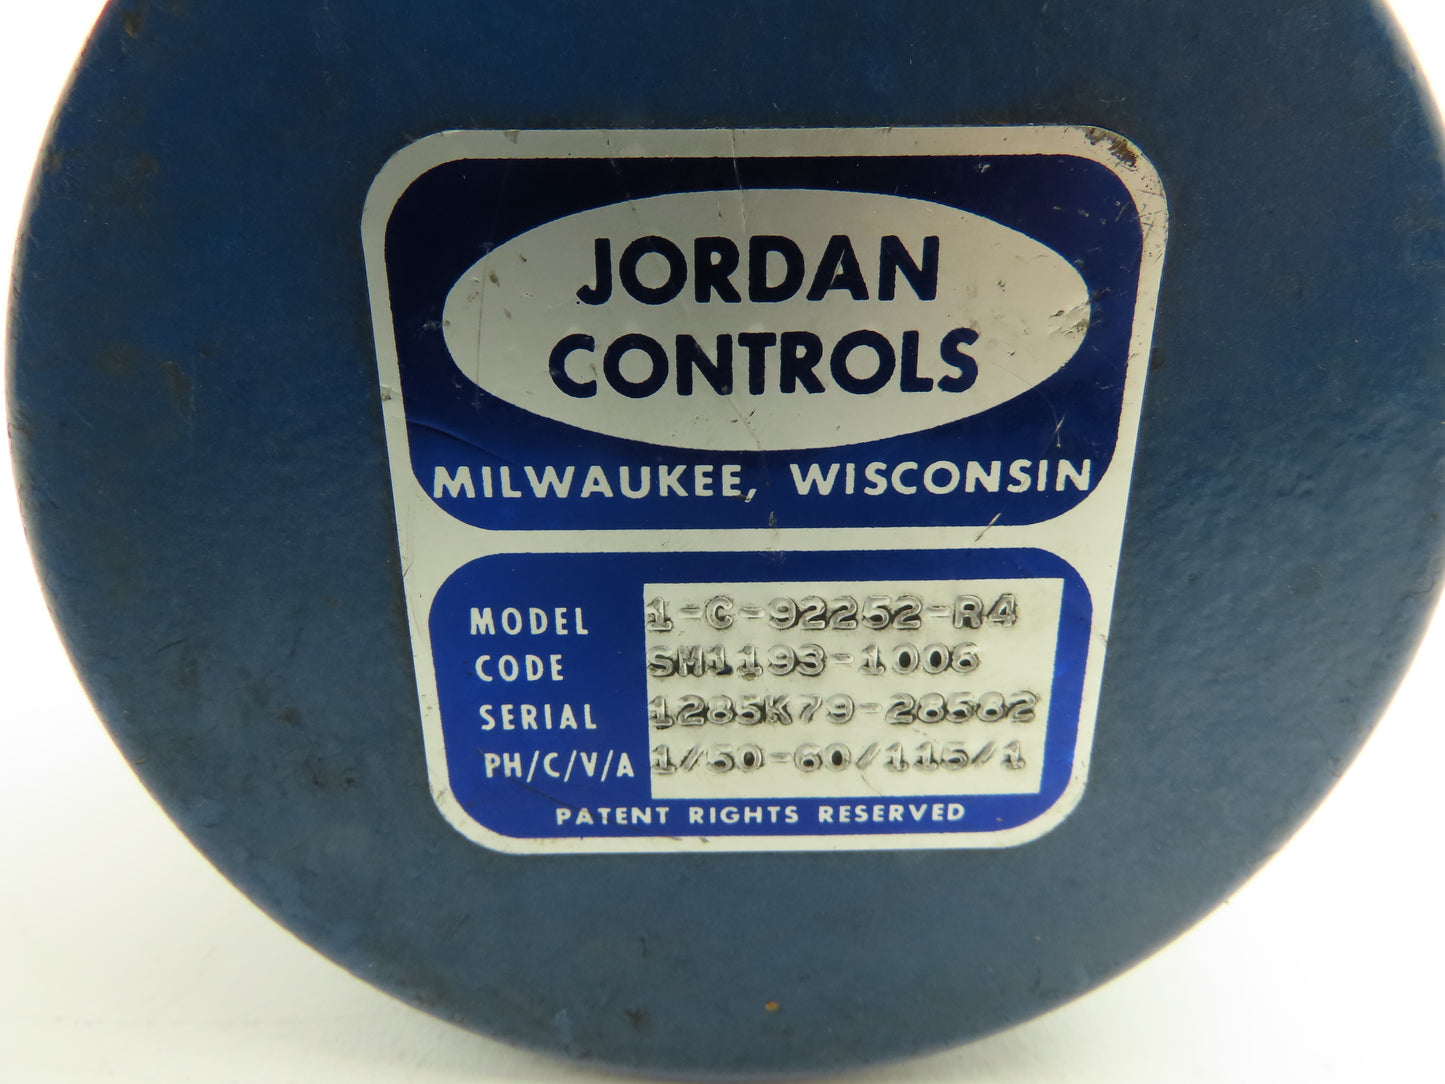 JORDAN
CONTROLS
MILWAUKEE, WISCONSIN
MODEL 1-C-92252-R4
CODE SM1193-1006
SERIAL 1285K79-28582
PH/C/V/A 1/50-60/115/1
PATENT RIGHTS RESERVED